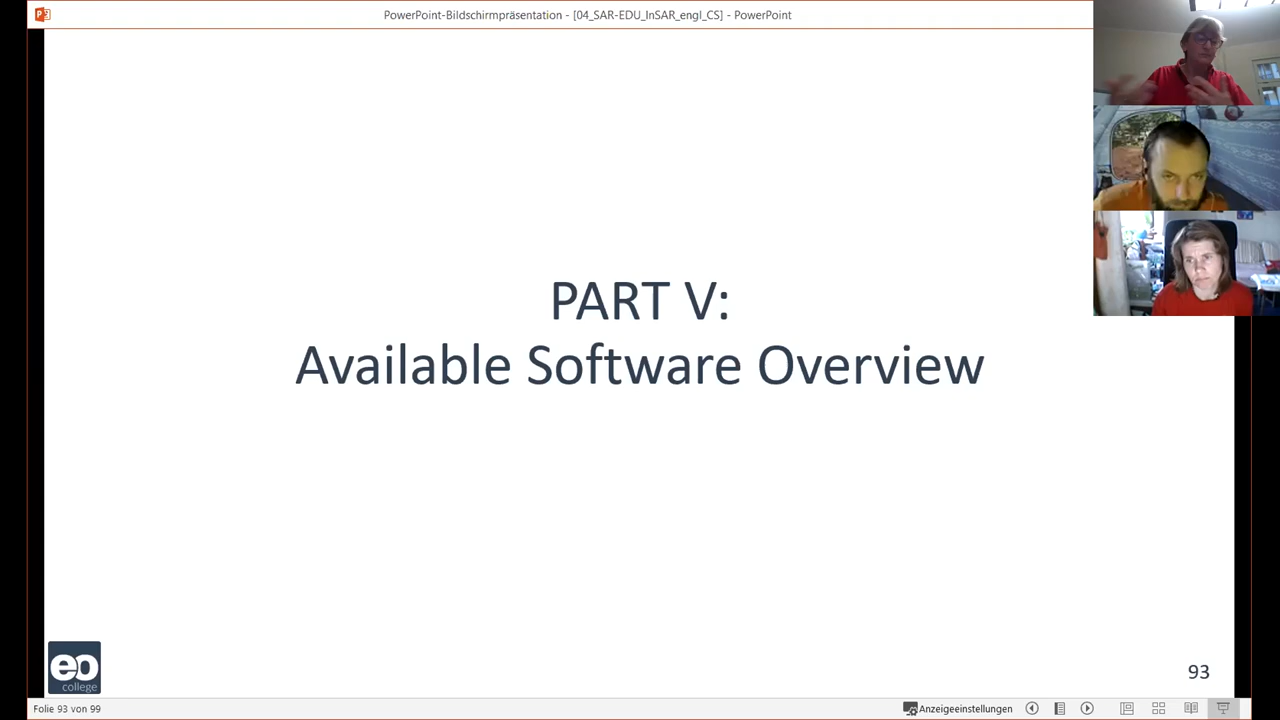 PowerPoint-Bildschirmpräsentation - [04_SAR-EDU_InSAR_engl_CS] - PowerPoint
PART V:
Available Software Overview
eo
college
93
Folie 93 von 99
Anzeigeeinstellungen